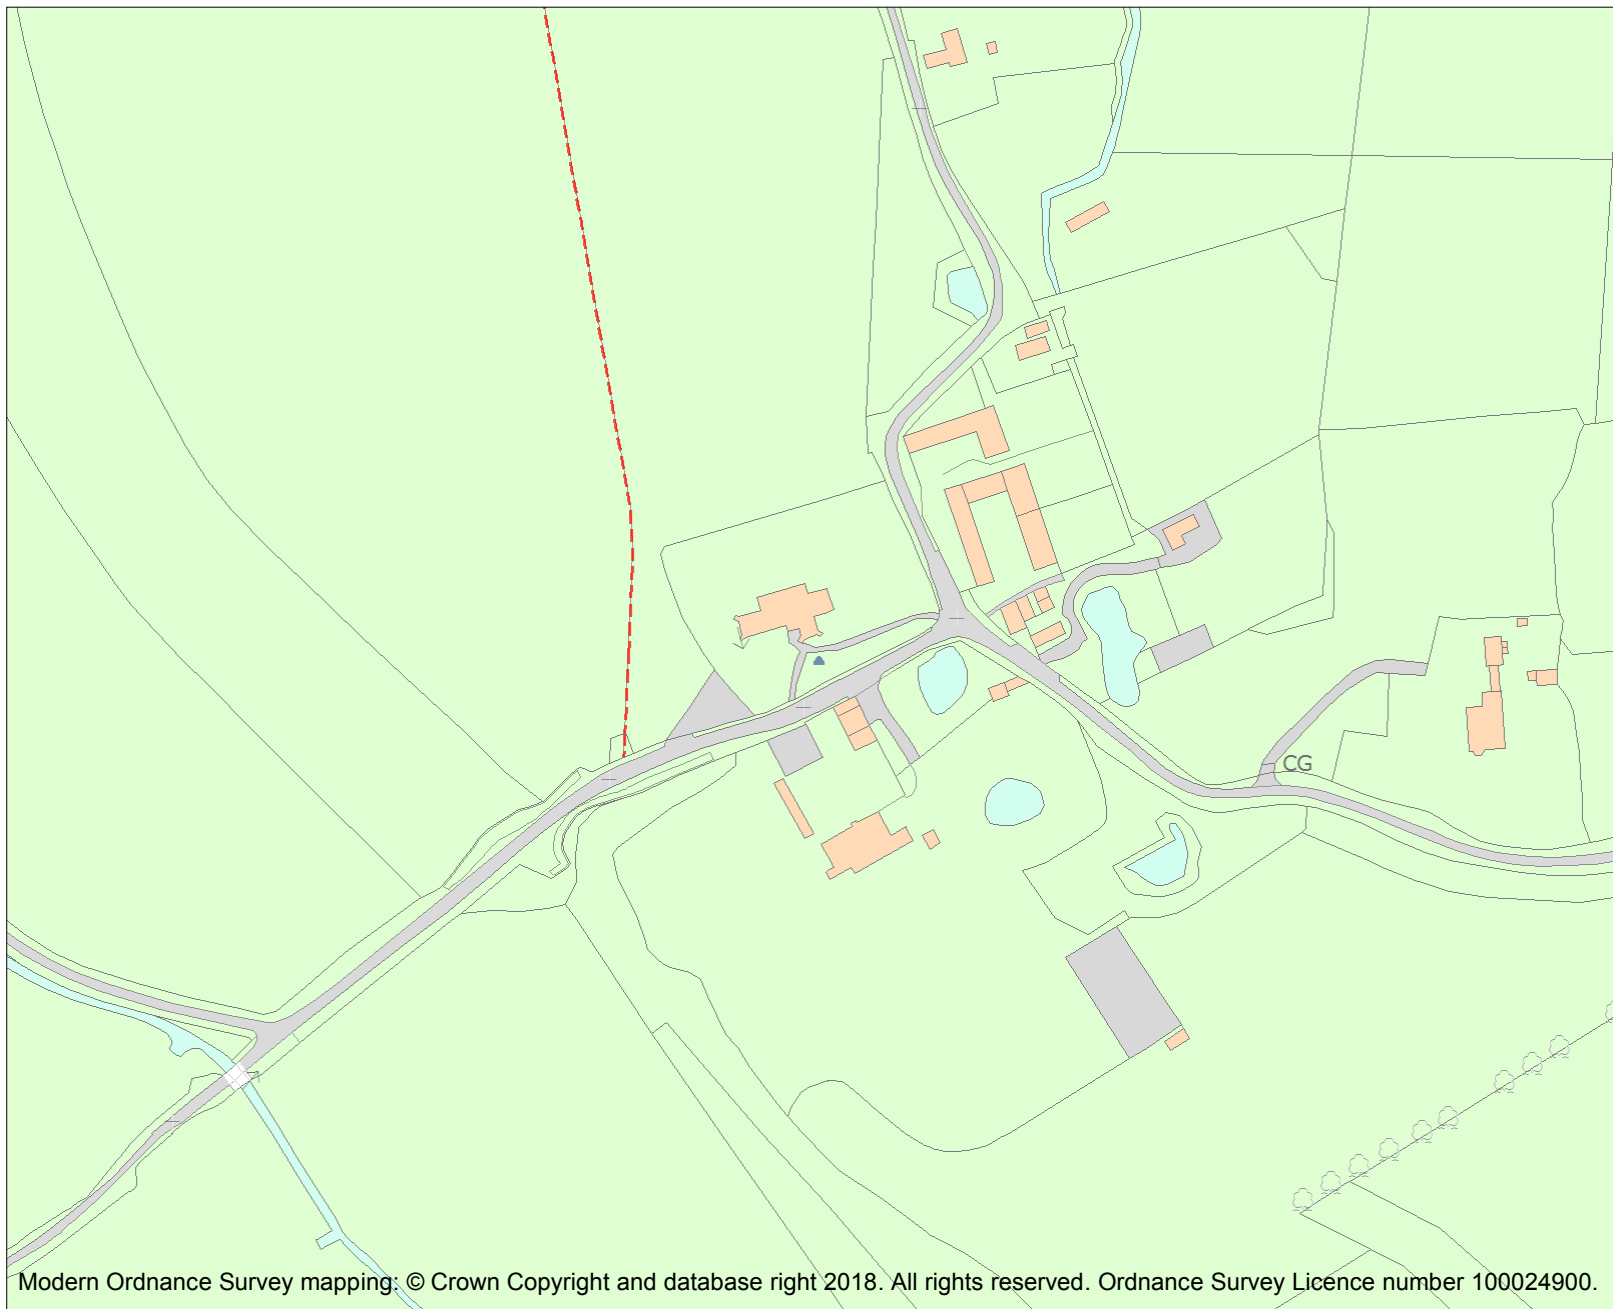 CG
Modern Ordnance Survey mapping: © Crown Copyright and database right 2018. All rights reserved. Ordnance Survey Licence number 100024900.